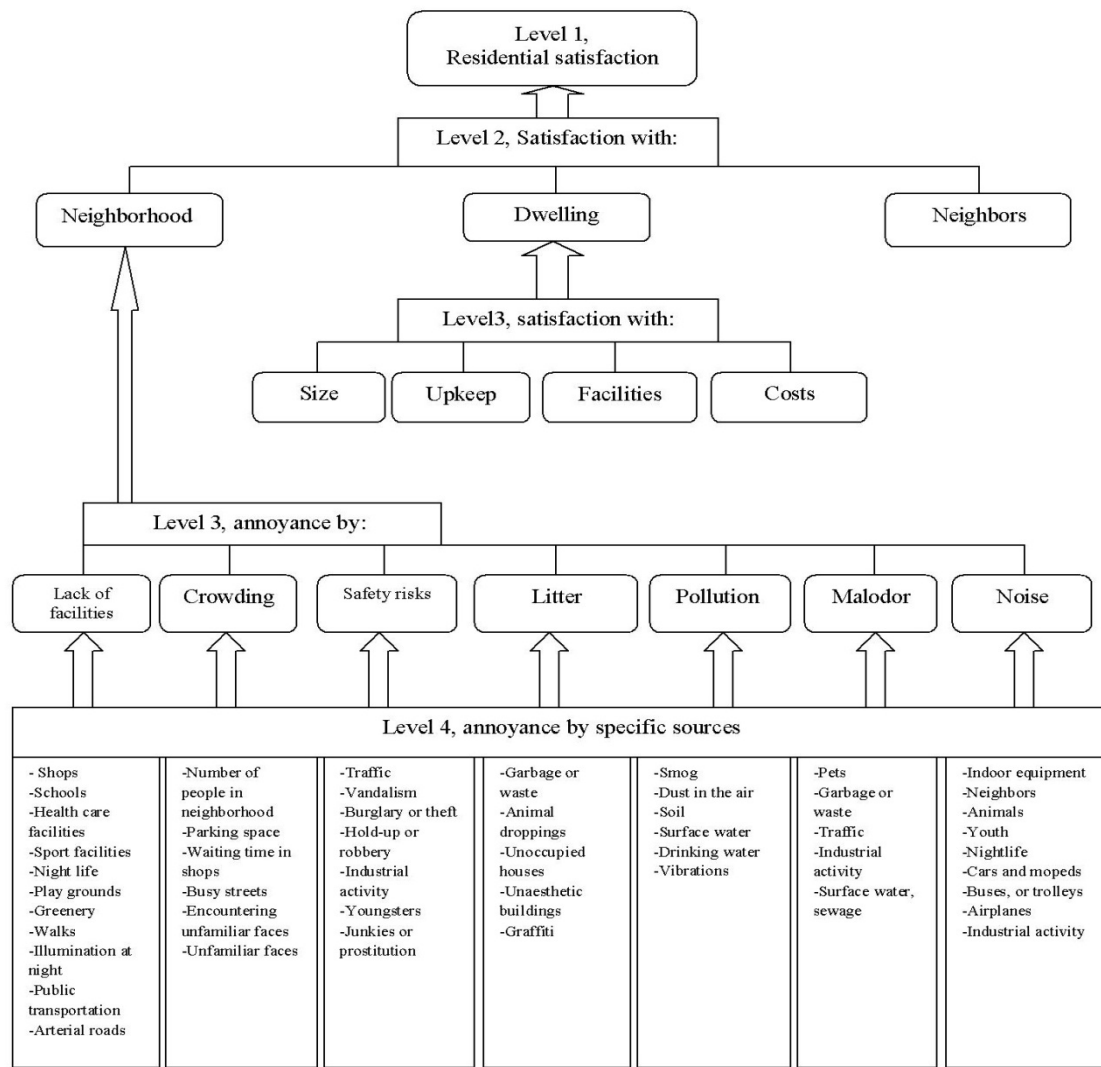 Level 1,
Residential satisfaction
Level 2, Satisfaction with:
Neighborhood
Dwelling
Neighbors
Level3, satisfaction with:
Size
Upkeep
Facilities
Costs
Level 3, annoyance by:
Lack of
facilities
Crowding
Safety risks
Litter
Pollution
Malodor
Noise
Level 4, annoyance by specific sources
- Shops
-Schools
-Health care
facilities
-Sport facilities
-Night life
-Play grounds
-Greenery
-Walks
-Illumination at
night
-Public
transportation
-Arterial roads
-Number of
people in
neighborhood
-Parking space
-Waiting time in
shops
-Busy streets
-Encountering
unfamiliar faces
-Unfamiliar faces
-Traffic
-Vandalism
-Burglary or theft
-Hold-up or
robbery
-Industrial
activity
-Youngsters
-Junkies or
prostitution
-Garbage or
waste
-Animal
droppings
-Unoccupied
houses
-Unaesthetic
buildings
-Graffiti
-Smog
-Dust in the air
-Soil
-Surface water
-Drinking water
-Vibrations
-Pets
-Garbage or
waste
-Traffic
-Industrial
activity
-Surface water,
sewage
-Indoor equipment
-Neighbors
-Animals
-Youth
-Nightlife
-Cars and mopeds
-Buses, or trolleys
-Airplanes
-Industrial activity